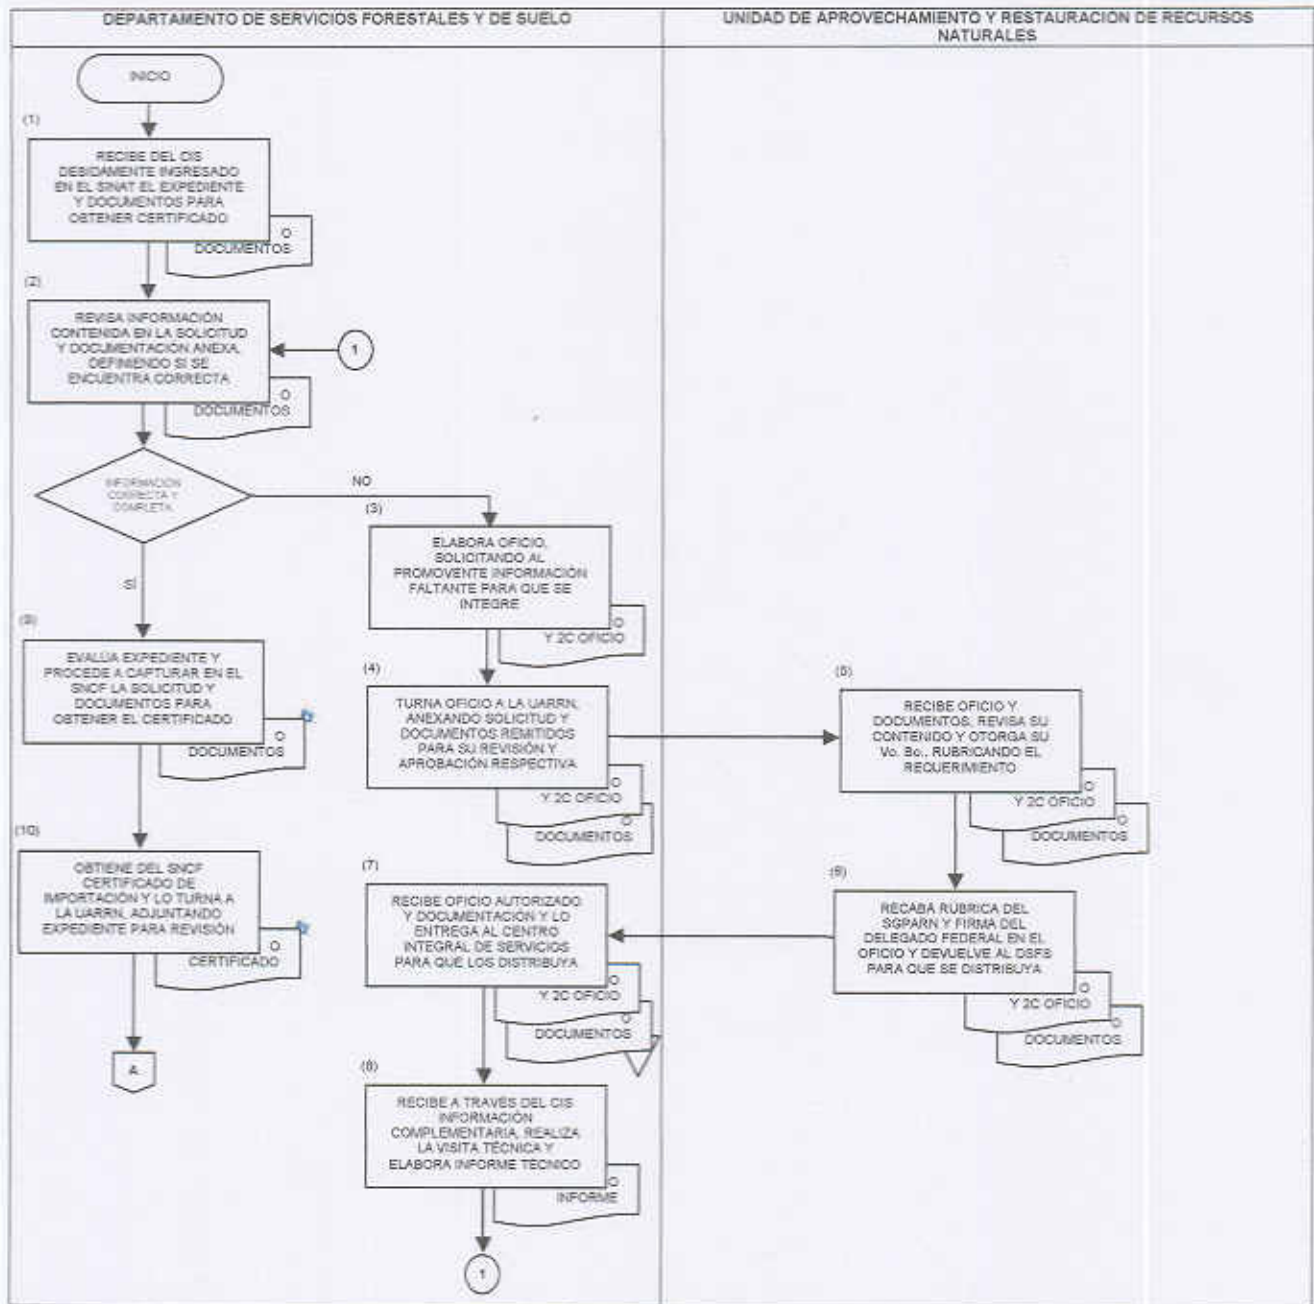 DEPARTAMENTO DE SERVICIOS FORESTALES Y DE SUELO
UNIDAD DE APROVECHAMIENTO Y RESTAURACION DE RECURSOS
NATURALES
INICIO
(1)
RECIBE DEL CIS
DEBIDAMENTE INGRESADO
EN EL SINAT EL EXPEDIENTE
Y DOCUMENTOS PARA
OBTENER CERTIFICADO
O
DOCUMENTOS
(2)
REVISA INFORMACIÓN
CONTENIDA EN LA SOLICITUD
Y DOCUMENTACIÓN ANEXA,
DEFINIENDO SI SE
ENCUENTRA CORRECTA
1
O
DOCUMENTOS
INFORMACION
CORRECTA Y
COMPLETA
NO
SÍ
(3)
ELABORA OFICIO,
SOLICITANDO AL
PROMOVENTE INFORMACIÓN
FALTANTE PARA QUE SE
INTEGRE
O
Y 2C OFICIO
(9)
EVALÚA EXPEDIENTE Y
PROCEDE A CAPTURAR EN EL
SNCF LA SOLICITUD Y
DOCUMENTOS PARA
OBTENER EL CERTIFICADO
O
DOCUMENTOS
(4)
TURNA OFICIO A LA UARRN,
ANEXANDO SOLICITUD Y
DOCUMENTOS REMITIDOS
PARA SU REVISIÓN Y
APROBACIÓN RESPECTIVA
O
Y 2C OFICIO
O
DOCUMENTOS
(5)
RECIBE OFICIO Y
DOCUMENTOS, REVISA SU
CONTENIDO Y OTORGA SU
Vo. Bo., RUBRICANDO EL
REQUERIMIENTO
O
Y 2C OFICIO
O
DOCUMENTOS
(10)
OBTIENE DEL SNCF
CERTIFICADO DE
IMPORTACIÓN Y LO TURNA A
LA UARRN, ADJUNTANDO
EXPEDIENTE PARA REVISIÓN
O
CERTIFICADO
A
(7)
RECIBE OFICIO AUTORIZADO
Y DOCUMENTACIÓN Y LO
ENTREGA AL CENTRO
INTEGRAL DE SERVICIOS
PARA QUE LOS DISTRIBUYA
O
Y 2C OFICIO
O
DOCUMENTOS
(6)
RECABA RÚBRICA DEL
SGPARN Y FIRMA DEL
DELEGADO FEDERAL EN EL
OFICIO Y DEVUELVE AL DSFS
PARA QUE SE DISTRIBUYA
O
Y 2C OFICIO
O
DOCUMENTOS
(8)
RECIBE A TRAVÉS DEL CIS
INFORMACIÓN
COMPLEMENTARIA, REALIZA
LA VISITA TÉCNICA Y
ELABORA INFORME TÉCNICO
O
INFORME
1